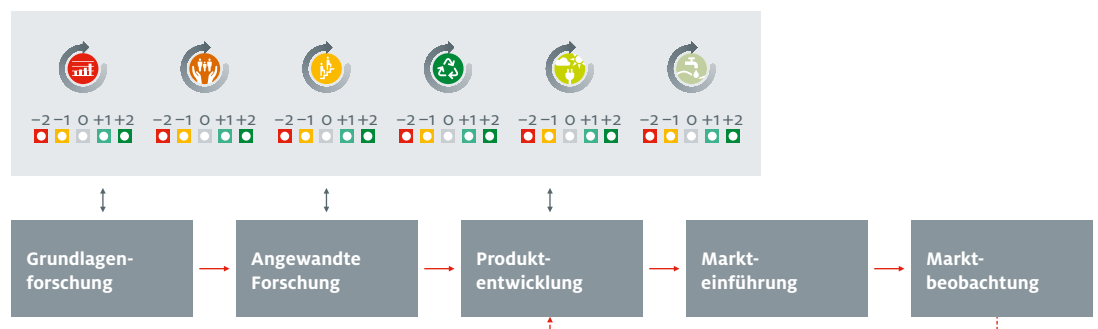 −2 −1 0 +1 +2 −2 −1 0 +1 +2 −2 −1 0 +1 +2 −2 −1 0 +1 +2 −2 −1 0 +1 +2 −2 −1 0 +1 +2
Grundlagen-
forschung
Angewandte
Forschung
Produkt-
entwicklung
Markt-
einführung
Markt-
beobachtung